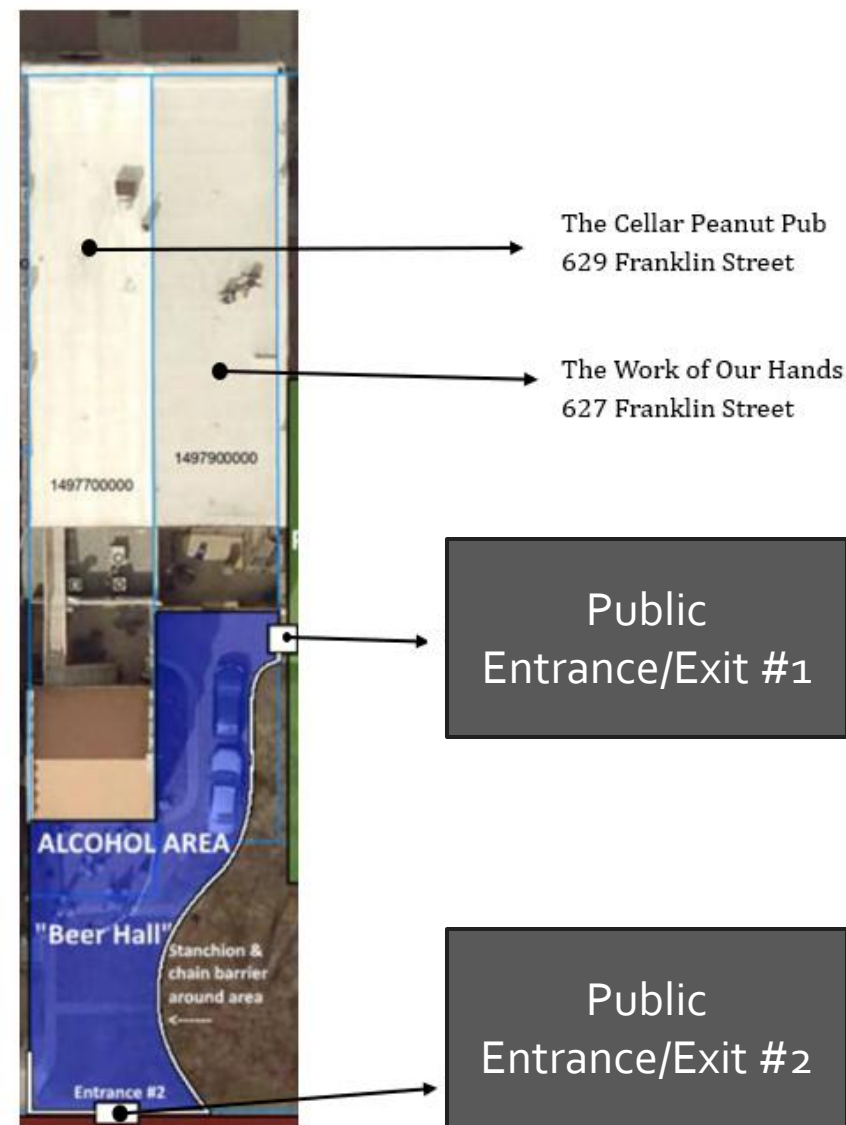 The Cellar Peanut Pub
629 Franklin Street
The Work of Our Hands
627 Franklin Street
1497900000
1497700000
Public
Entrance/Exit #1
ALCOHOL AREA
"Beer Hall"
Stanchion &
chain barrier
around area
<------
Public
Entrance/Exit #2
Entrance #2